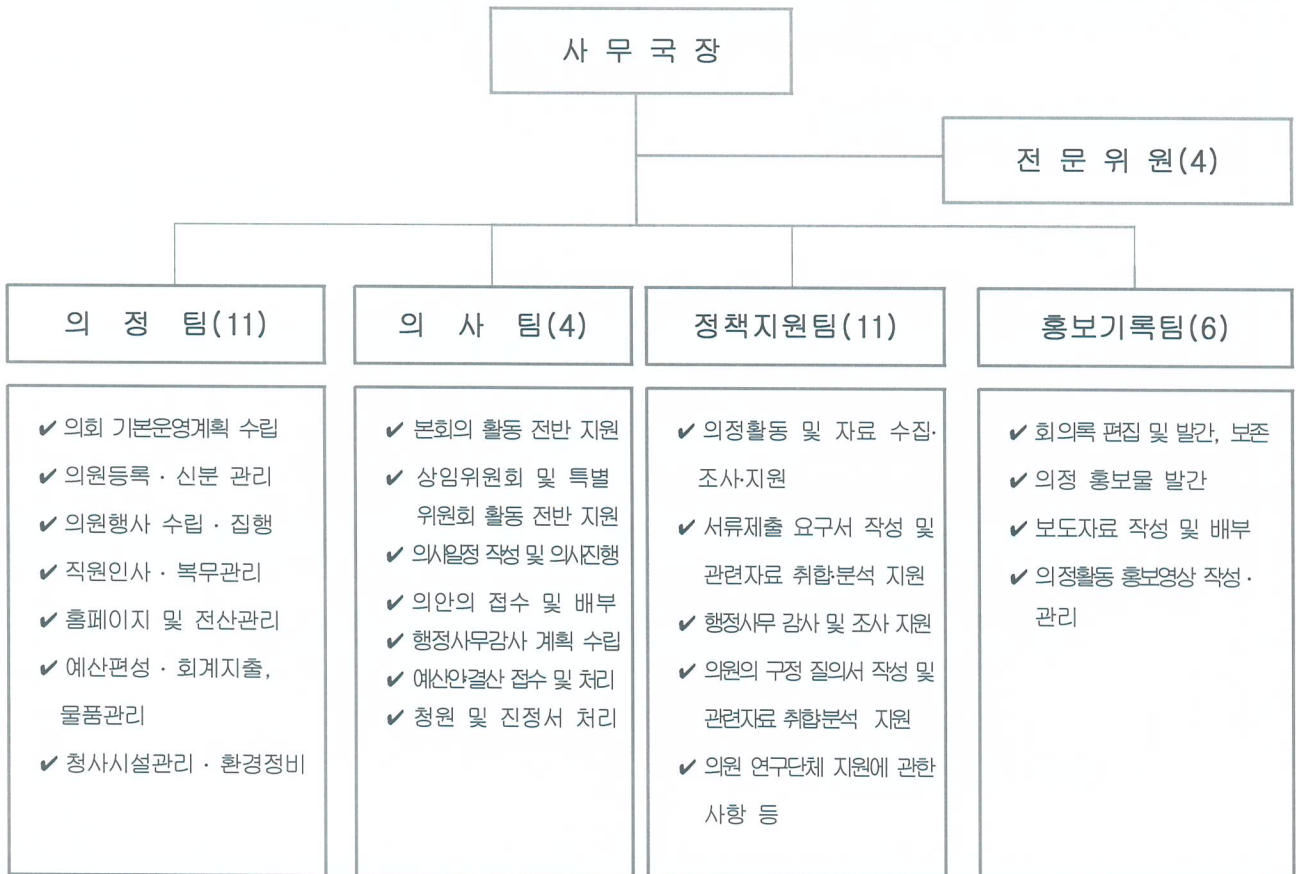 사 무 국 장
전 문 위 원(4)
의 정 팀(11)
✔ 의회 기본운영계획 수립
✔ 의원등록 · 신분 관리
✔ 의원행사 수립 · 집행
✔ 직원인사 · 복무관리
✔ 홈페이지 및 전산관리
✔ 예산편성 · 회계지출,
물품관리
✔ 청사시설관리 · 환경정비
의 사 팀(4)
✔ 본회의 활동 전반 지원
✔ 상임위원회 및 특별
위원회 활동 전반 지원
✔ 의사일정 작성 및 의사진행
✔ 의안의 접수 및 배부
✔ 행정사무감사 계획 수립
✔ 예산안·결산 접수 및 처리
✔ 청원 및 진정서 처리
정책지원팀(11)
✔ 의정활동 및 자료 수집·
조사·지원
✔ 서류제출 요구서 작성 및
관련자료 취합·분석 지원
✔ 행정사무 감사 및 조사 지원
✔ 의원의 구정 질의서 작성 및
관련자료 취합·분석 지원
✔ 의원 연구단체 지원에 관한
사항 등
홍보기록팀(6)
✔ 회의록 편집 및 발간, 보존
✔ 의정 홍보물 발간
✔ 보도자료 작성 및 배부
✔ 의정활동 홍보영상 작성 ·
관리